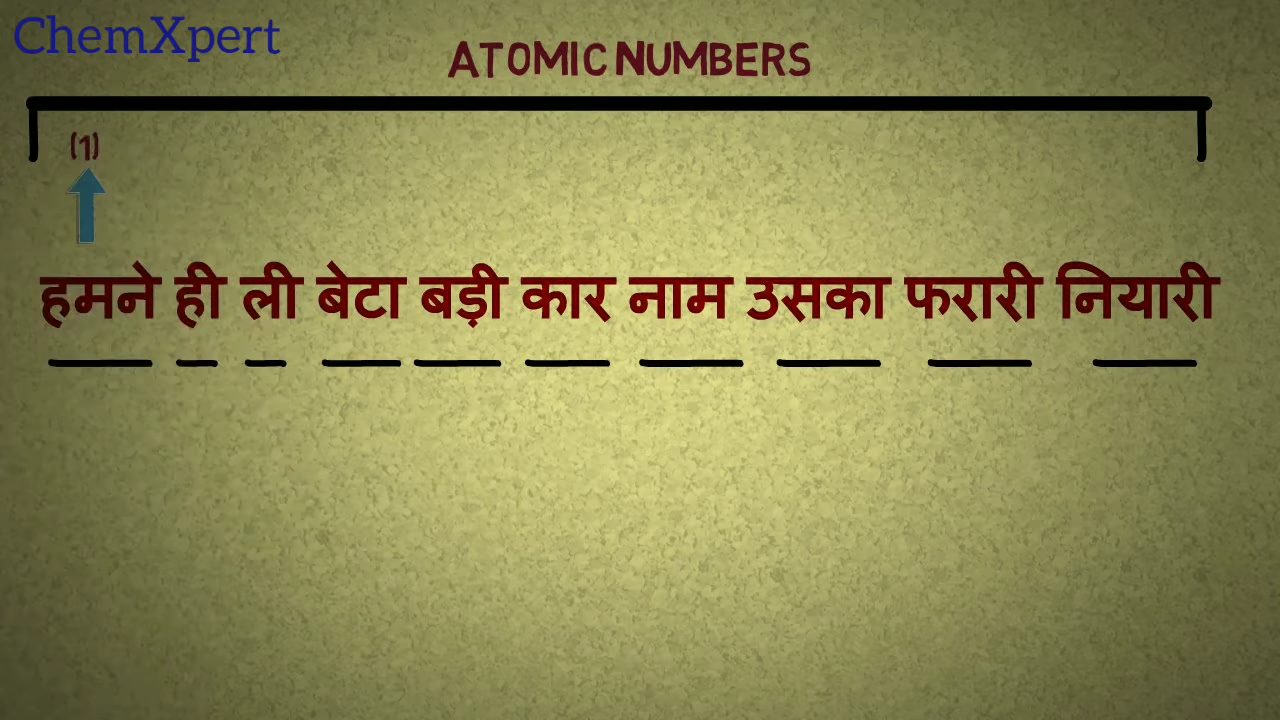 ChemXpert
ATOMIC NUMBERS
(1)
हमने ही ली बेटा बड़ी कार नाम उसका फरारी नियारी